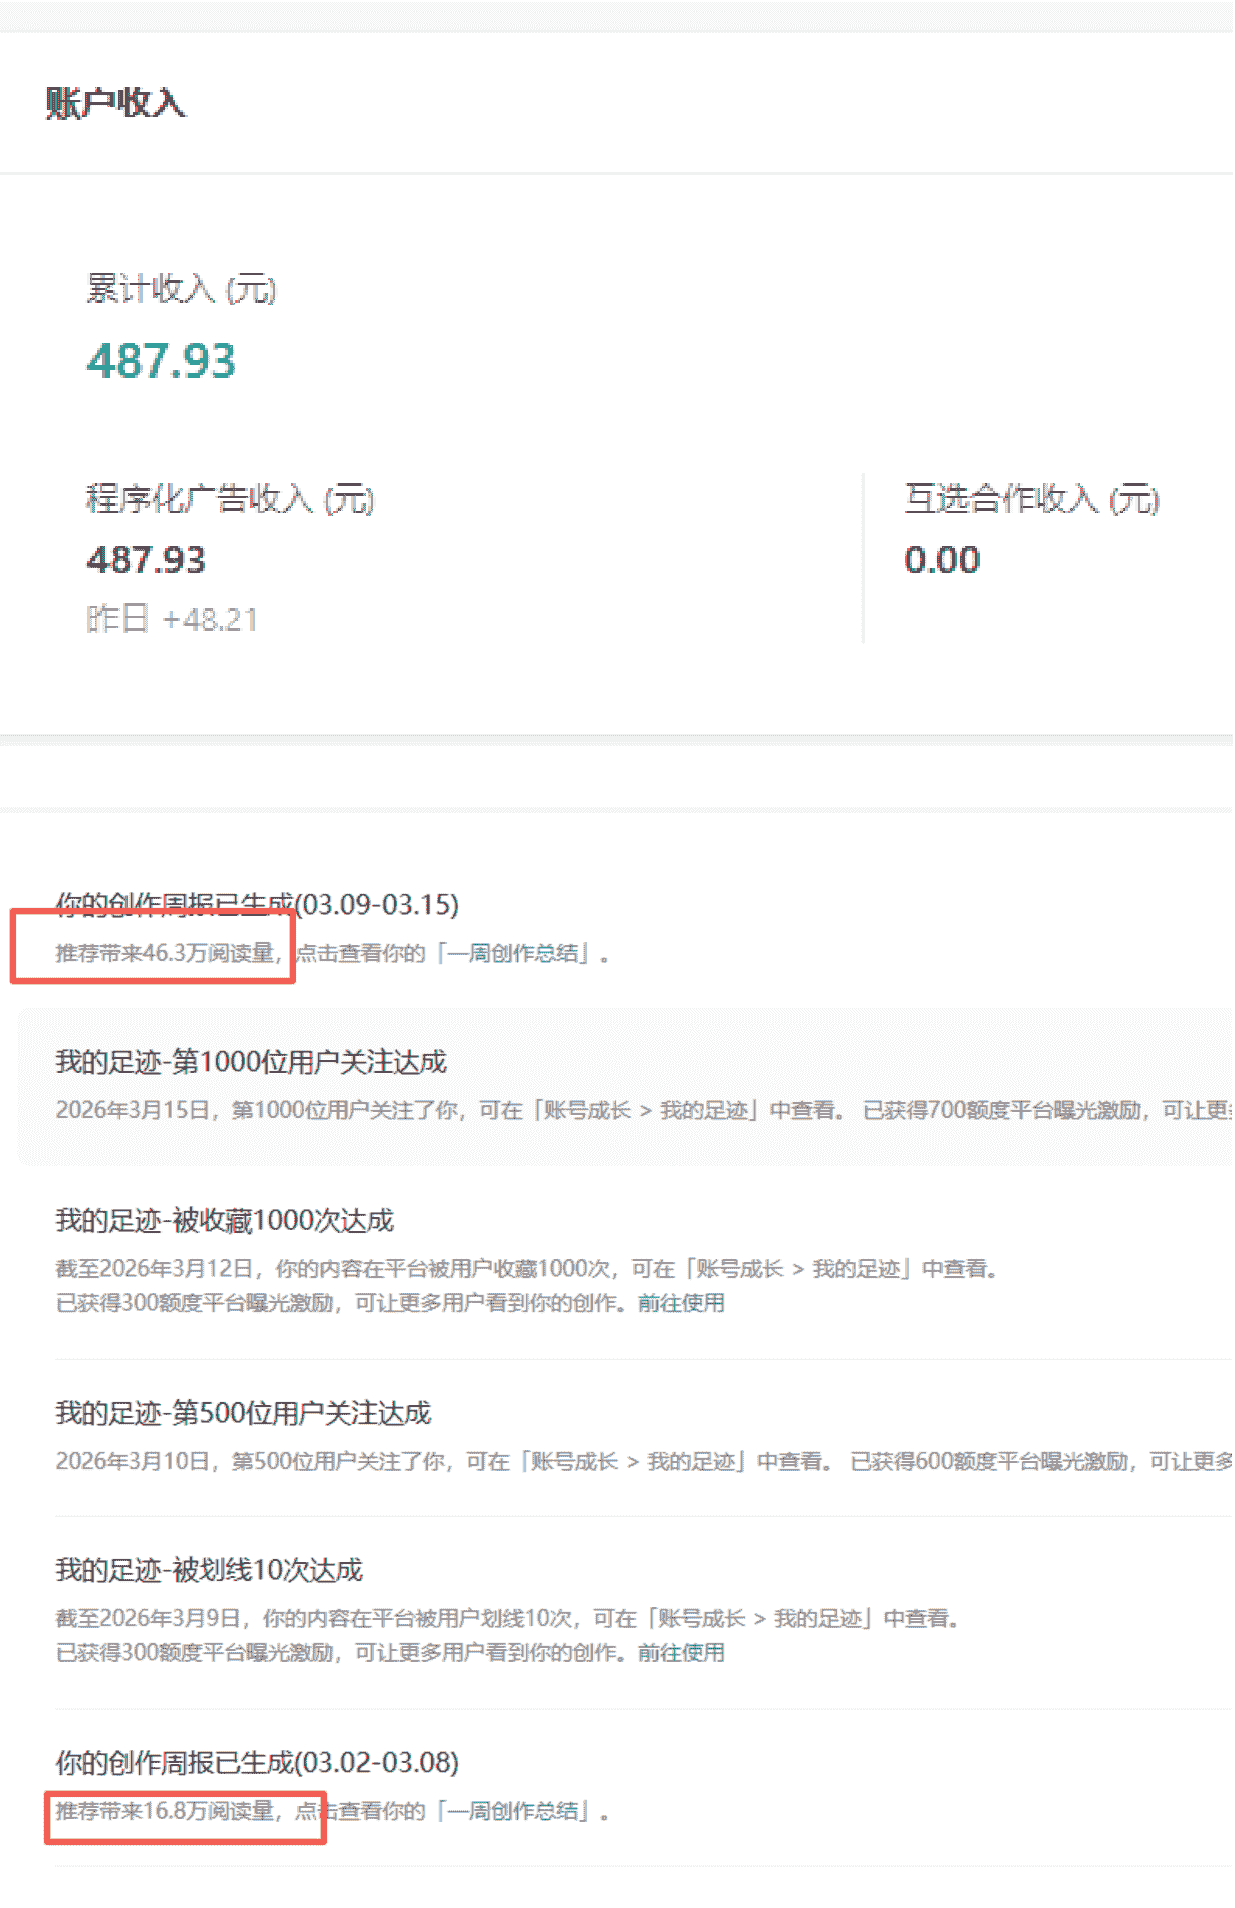 账户收入
累计收入 (元)
487.93
程序化广告收入 (元)
互选合作收入 (元)
487.93
0.00
昨日 +48.21
你的创作周报已生成(03.09-03.15)
推荐带来46.3万阅读量，点击查看你的「一周创作总结」。
我的足迹-第1000位用户关注达成
2026年3月15日，第1000位用户关注了你，可在「账号成长 > 我的足迹」中查看。 已获得700额度平台曝光激励，可让更
我的足迹-被收藏1000次达成
截至2026年3月12日，你的内容在平台被用户收藏1000次，可在「账号成长 > 我的足迹」中查看。
已获得300额度平台曝光激励，可让更多用户看到你的创作。前往使用
我的足迹-第500位用户关注达成
2026年3月10日，第500位用户关注了你，可在「账号成长 > 我的足迹」中查看。 已获得600额度平台曝光激励，可让更多
我的足迹-被划线10次达成
截至2026年3月9日，你的内容在平台被用户划线10次，可在「账号成长 > 我的足迹」中查看。
已获得300额度平台曝光激励，可让更多用户看到你的创作。前往使用
你的创作周报已生成(03.02-03.08)
推荐带来16.8万阅读量，点击查看你的「一周创作总结」。